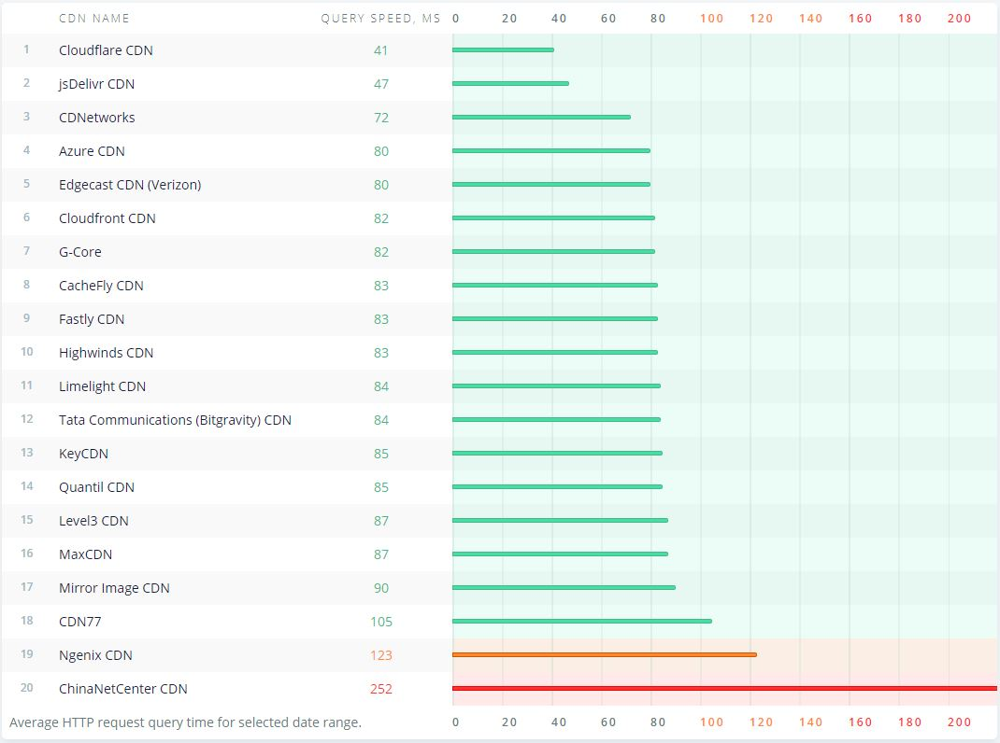 CDN NAME QUERY SPEED, MS 0 20 40 60 80 100 120 140 160 180 200
1 Cloudflare CDN 41
2 jsDelivr CDN 47
3 CDNetworks 72
4 Azure CDN 80
5 Edgecast CDN (Verizon) 80
6 Cloudfront CDN 82
7 G-Core 82
8 CacheFly CDN 83
9 Fastly CDN 83
10 Highwinds CDN 83
11 Limelight CDN 84
12 Tata Communications (Bitgravity) CDN 84
13 KeyCDN 85
14 Quantil CDN 85
15 Level3 CDN 87
16 MaxCDN 87
17 Mirror Image CDN 90
18 CDN77 105
19 Ngenix CDN 123
20 ChinaNetCenter CDN 252
Average HTTP request query time for selected date range. 0 20 40 60 80 100 120 140 160 180 200